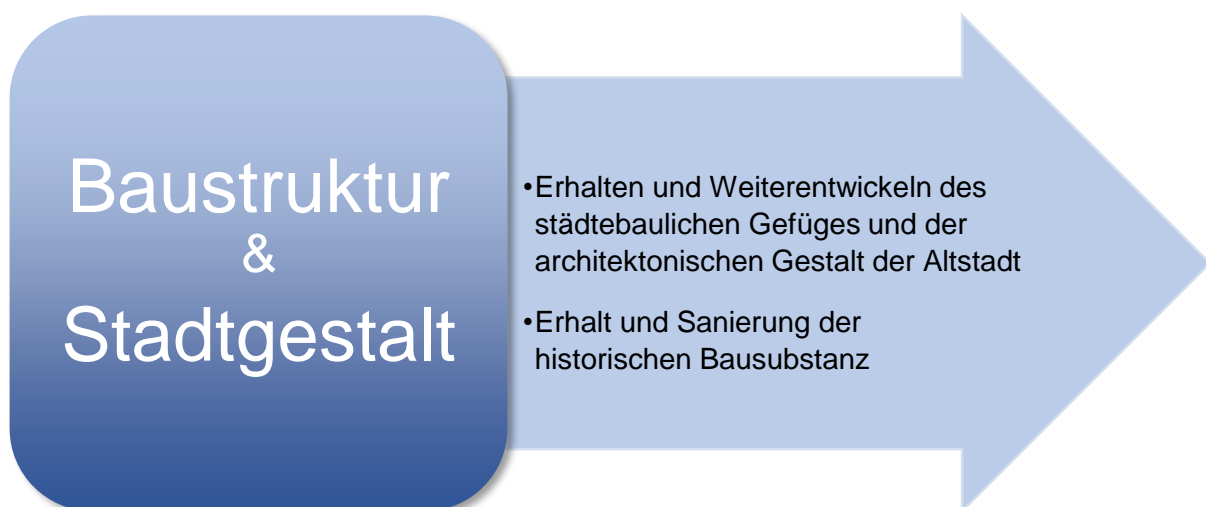 Baustruktur
&
Stadtgestalt
•Erhalten und Weiterentwickeln des
städtebaulichen Gefüges und der
architektonischen Gestalt der Altstadt
•Erhalt und Sanierung der
historischen Bausubstanz